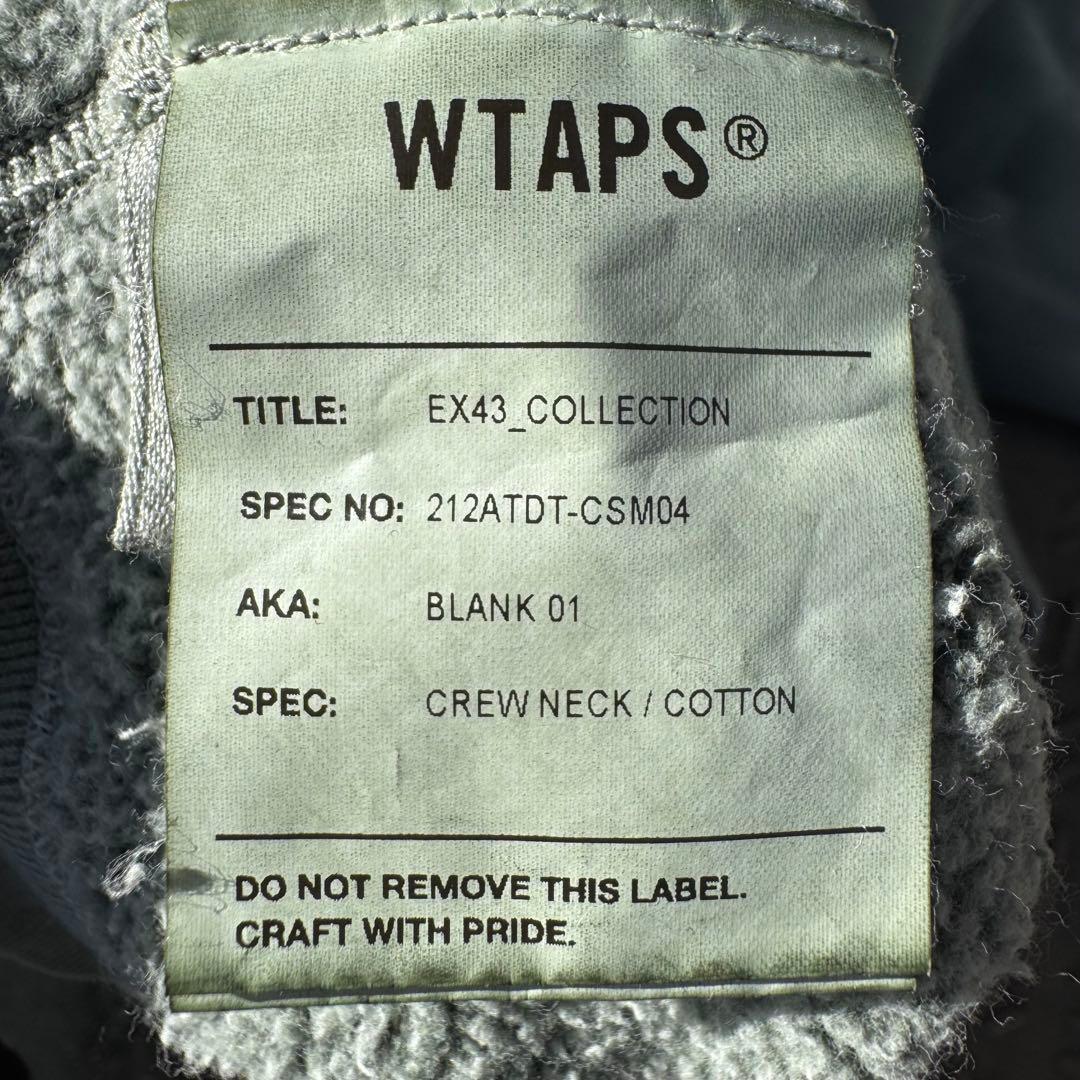 WTAPS®
TITLE: EX43_COLLECTION
SPEC NO: 212ATDT-CSM04
AKA: BLANK 01
SPEC: CREW NECK / COTTON
DO NOT REMOVE THIS LABEL.
CRAFT WITH PRIDE.